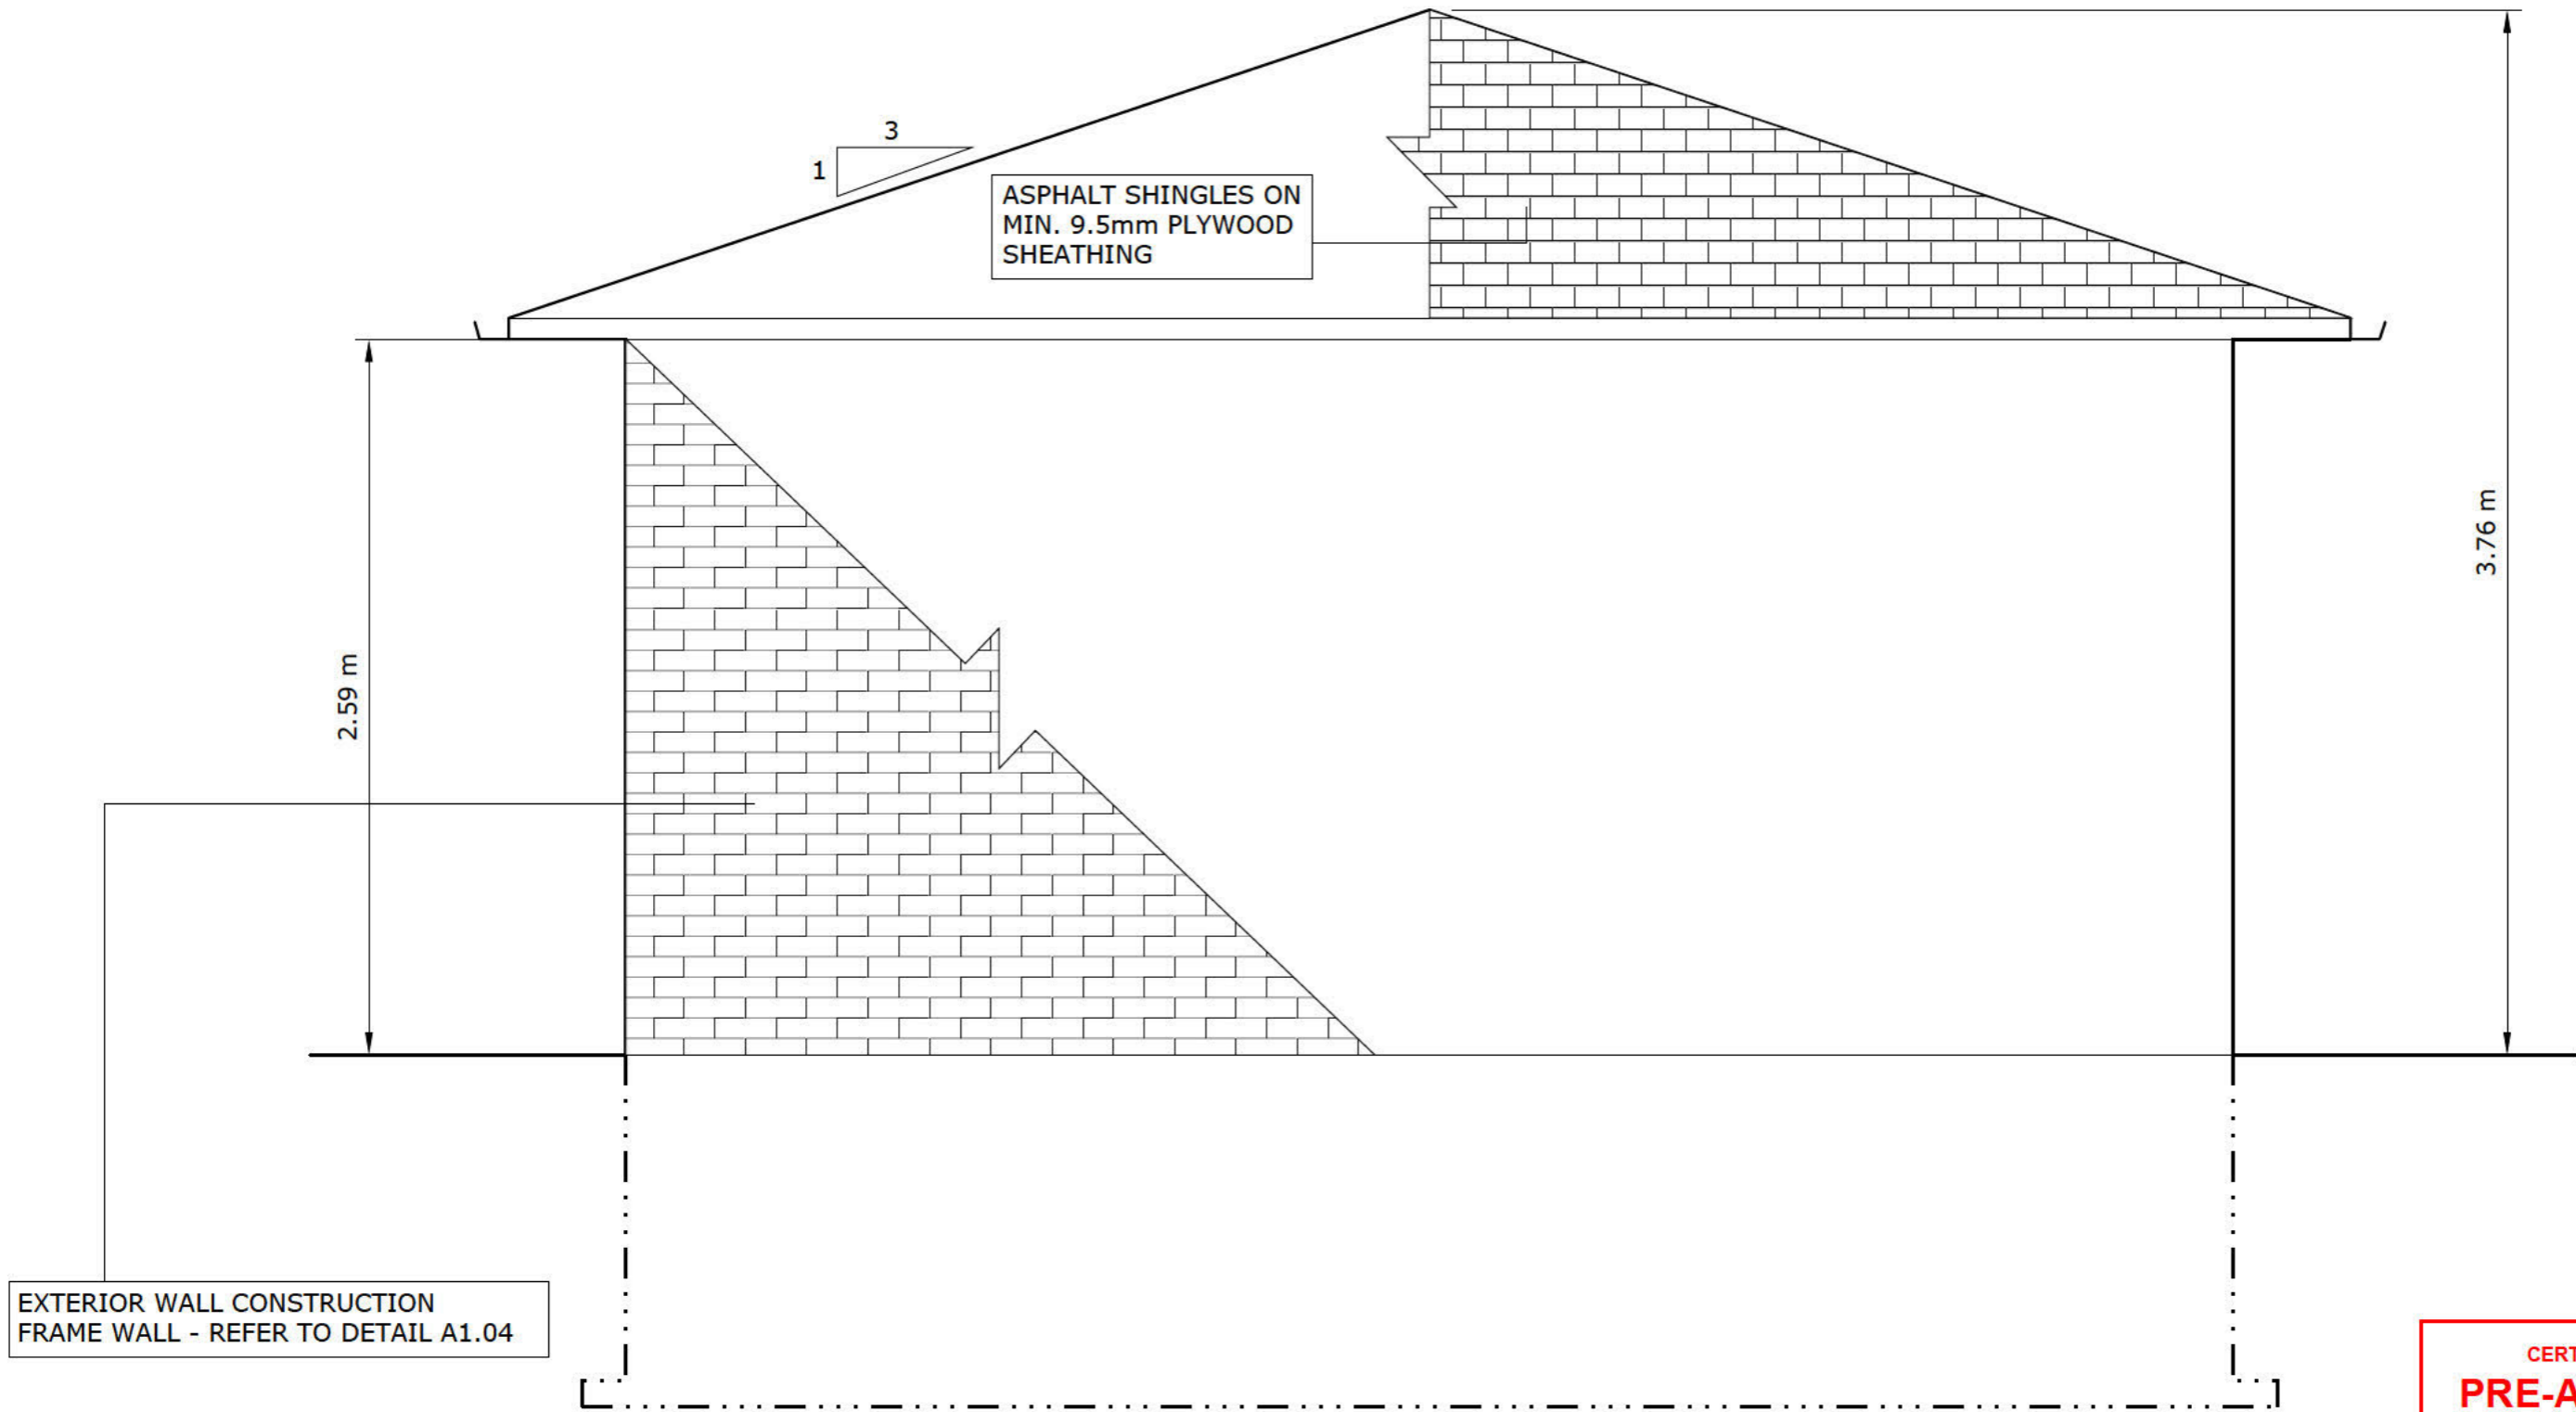 3
1
ASPHALT SHINGLES ON
MIN. 9.5mm PLYWOOD
SHEATHING
3.76 m
2.59 m
EXTERIOR WALL CONSTRUCTION
FRAME WALL - REFER TO DETAIL A1.04
CERT
PRE-A